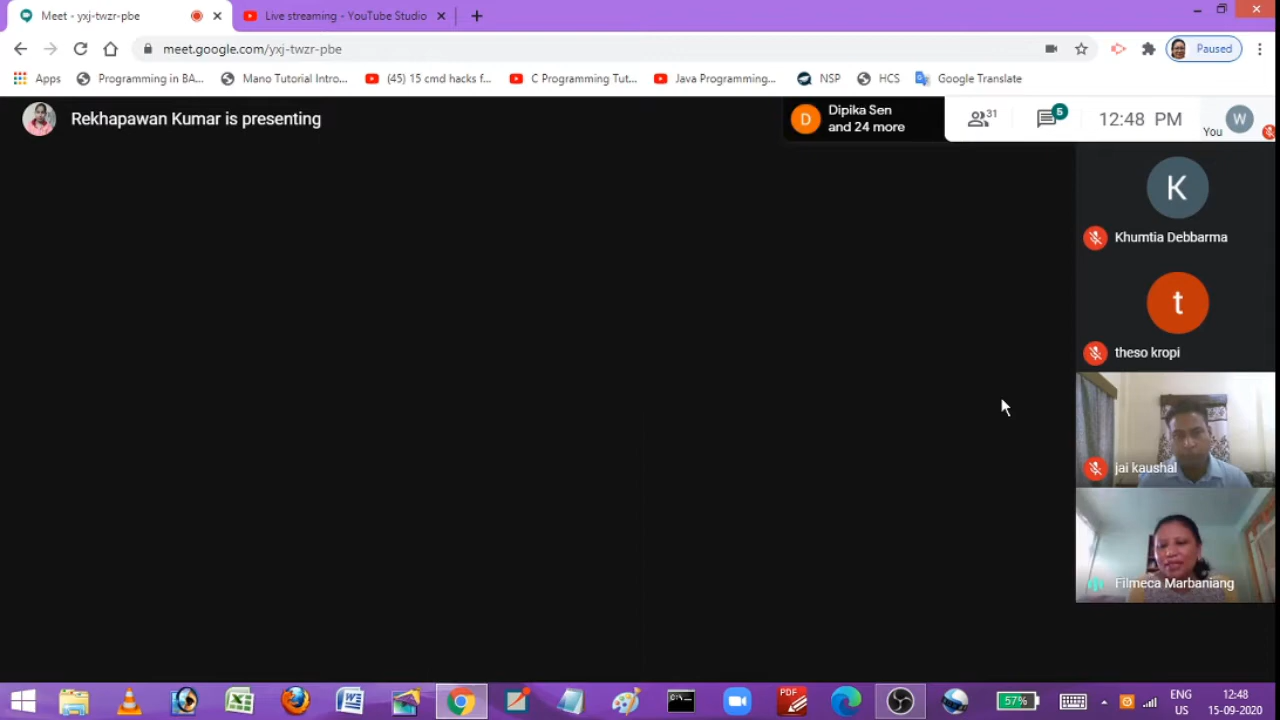 Meet - yxj-twzr-pbe
Live streaming - YouTube Studio
meet.google.com/yxj-twzr-pbe
Paused
Apps
Programming in BA...
Mano Tutorial Intro...
(45) 15 cmd hacks f...
C Programming Tut...
Java Programming...
NSP
HCS
Google Translate
Rekhapawan Kumar is presenting
D
Dipika Sen
and 24 more
31
5
12:48 PM
You
W
K
Khumtia Debbarma
t
theso kropi
jai kaushal
Filmeca Marbaniang
PDF
57%
ENG
US
12:48
15-09-2020